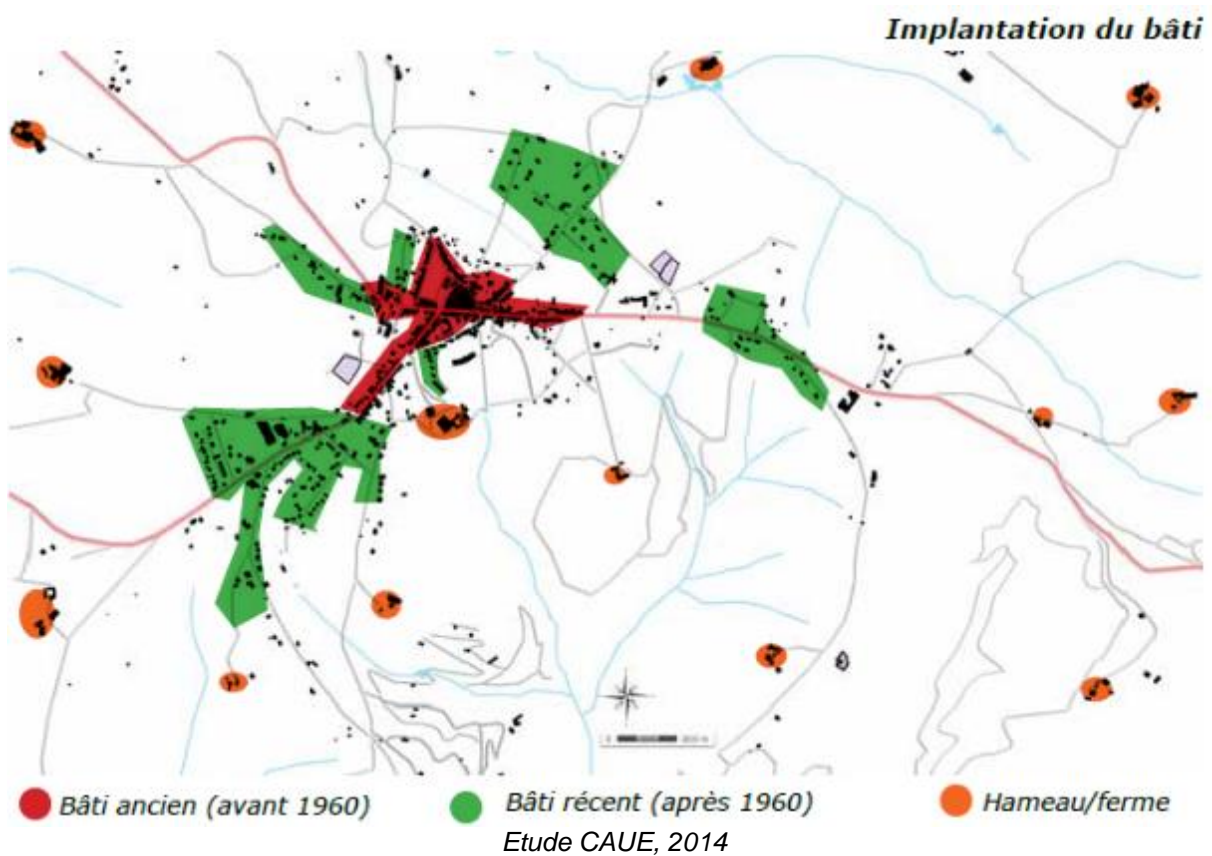 Implantation du bâti
Bâti ancien (avant 1960)
Bâti récent (après 1960)
Hameau/ferme
Etude CAUE, 2014